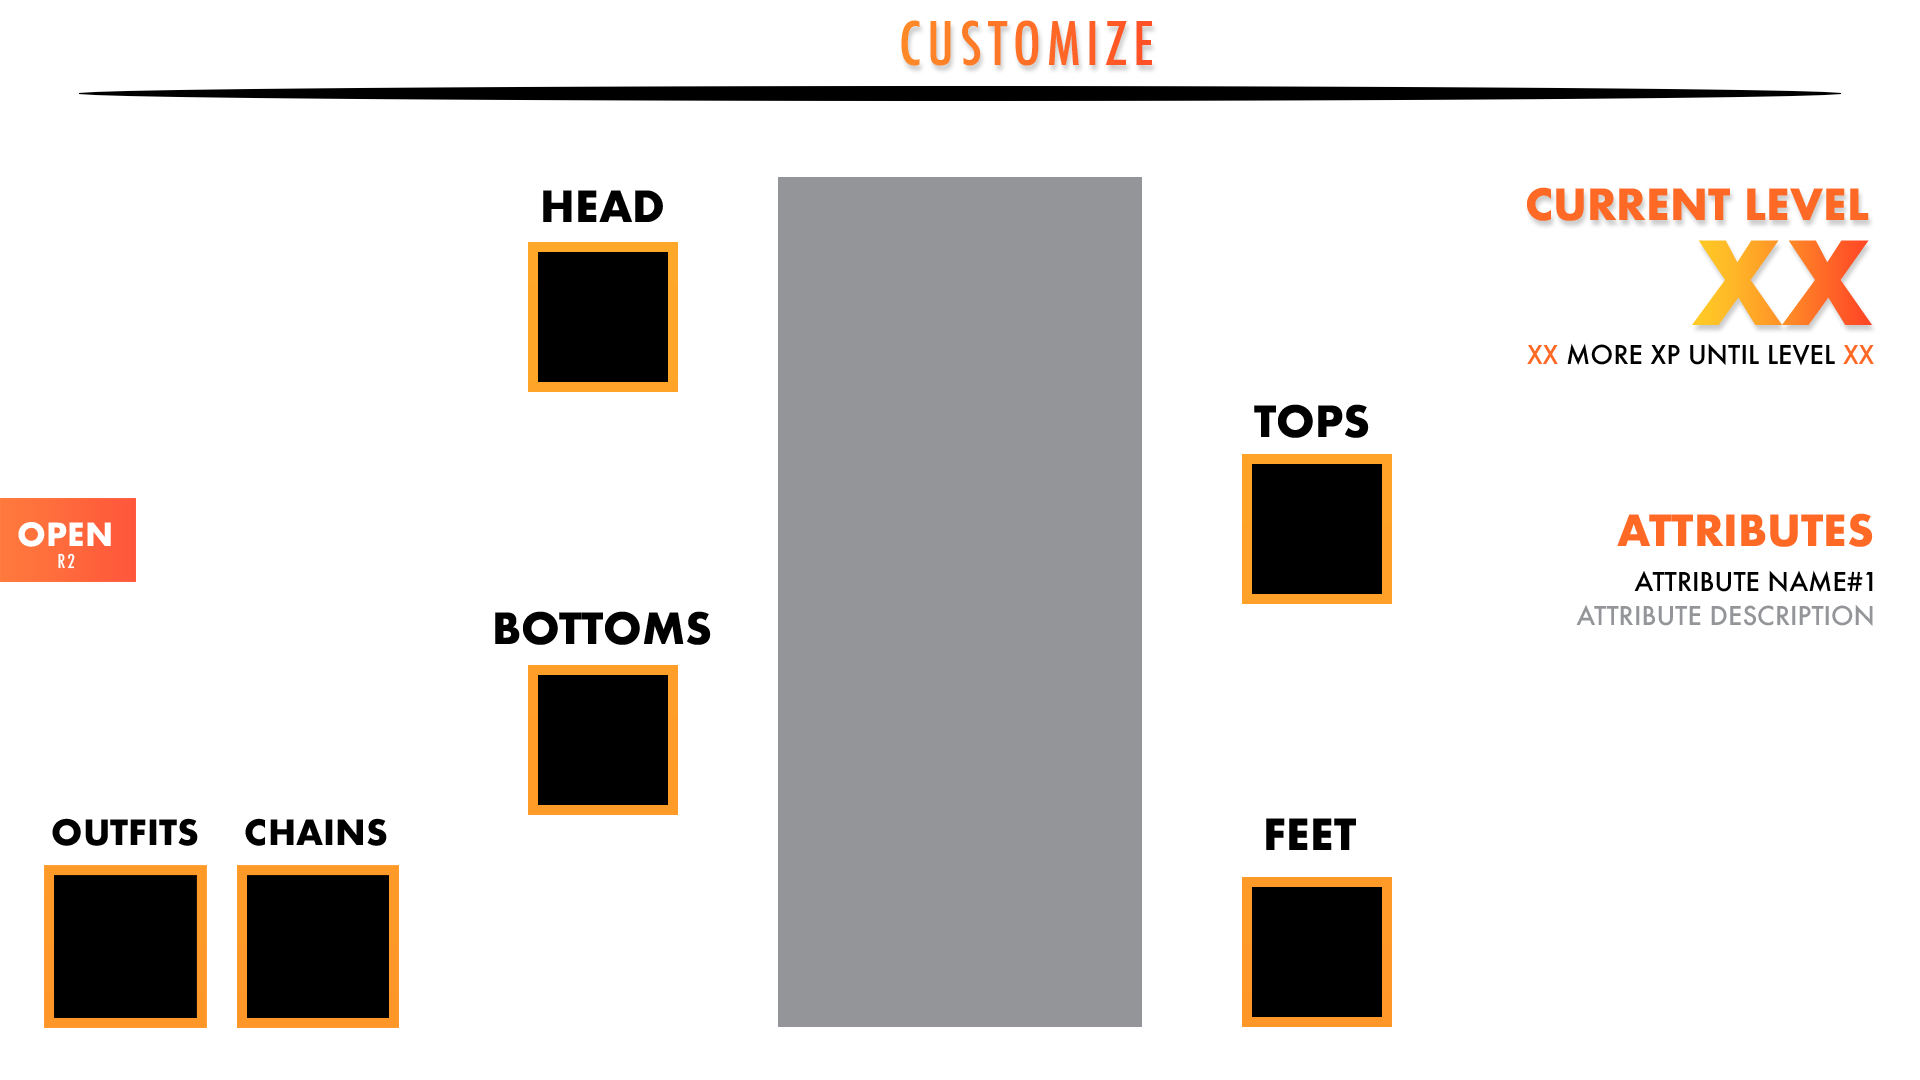 CUSTOMIZE
HEAD
CURRENT LEVEL
XX
XX MORE XP UNTIL LEVEL XX
TOPS
OPEN
R2
ATTRIBUTES
ATTRIBUTE NAME#1
ATTRIBUTE DESCRIPTION
BOTTOMS
OUTFITS
CHAINS
FEET